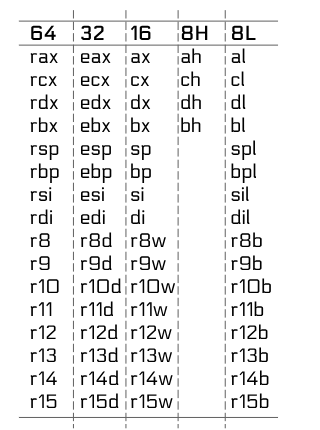 64 32 16 8H 8L
rax eax ax ah al
rcx ecx cx ch cl
rdx edx dx dh dl
rbx ebx bx bh bl
rsp esp sp spl
rbp ebp bp bpl
rsi esi si sil
rdi edi di dil
r8 r8d r8w r8b
r9 r9d r9w r9b
r10 r10d r10w r10b
r11 r11d r11w r11b
r12 r12d r12w r12b
r13 r13d r13w r13b
r14 r14d r14w r14b
r15 r15d r15w r15b